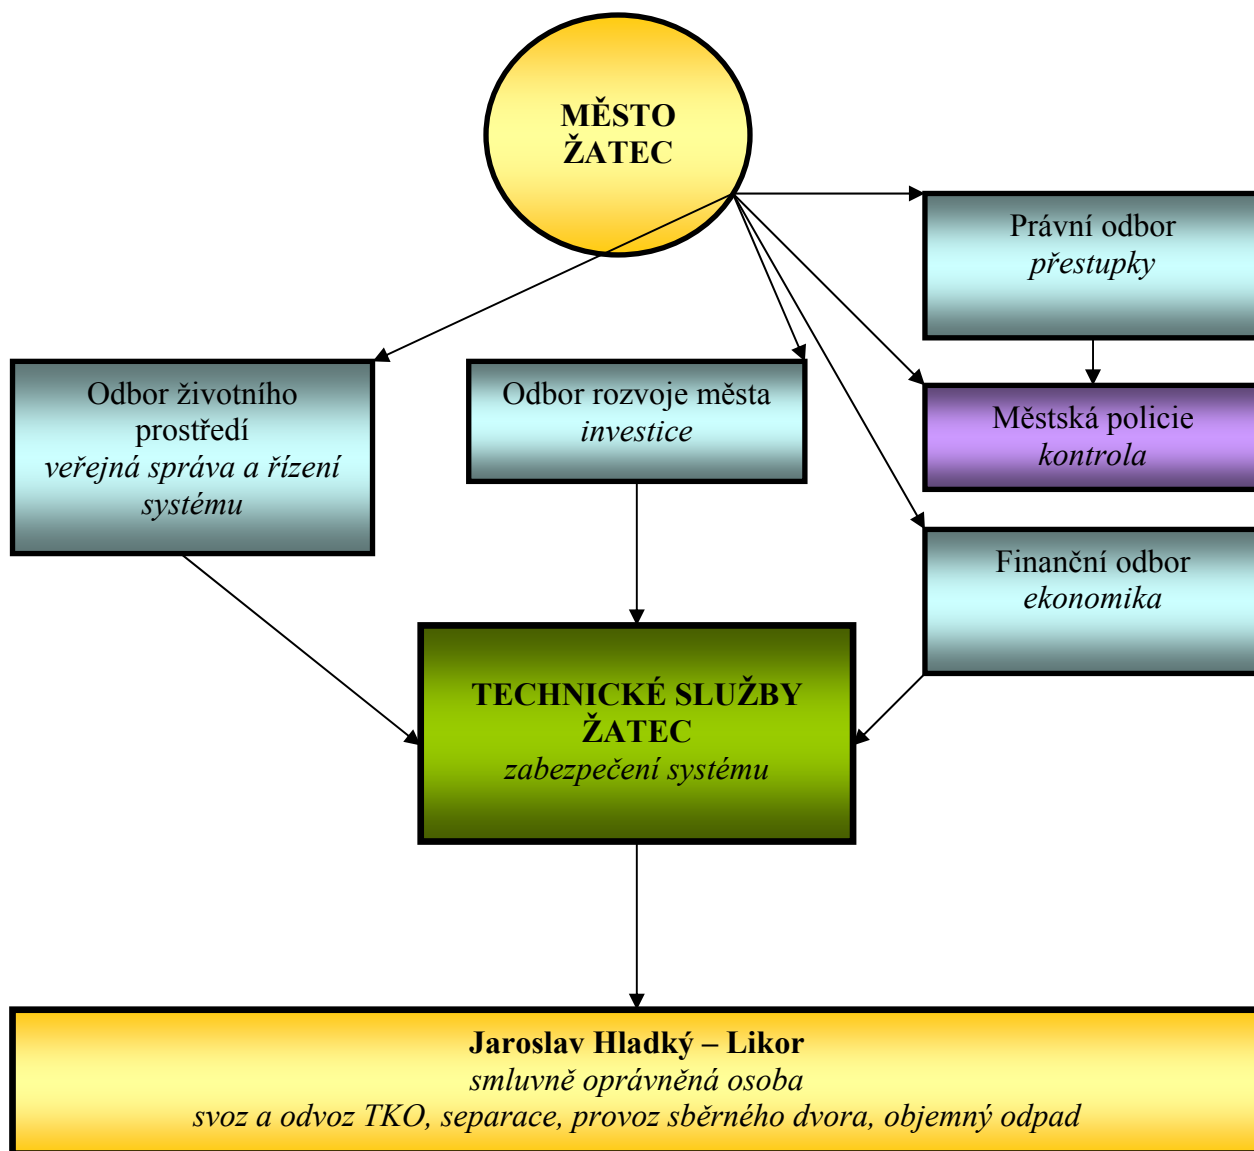 MĚSTO
ŽATEC
Právní odbor
přestupky
Odbor životního
prostředí
veřejná správa a řízení
systému
Odbor rozvoje města
investice
Městská policie
kontrola
Finanční odbor
ekonomika
TECHNICKÉ SLUŽBY
ŽATEC
zabezpečení systému
Jaroslav Hladký – Likor
smluvně oprávněná osoba
svoz a odvoz TKO, separace, provoz sběrného dvora, objemný odpad